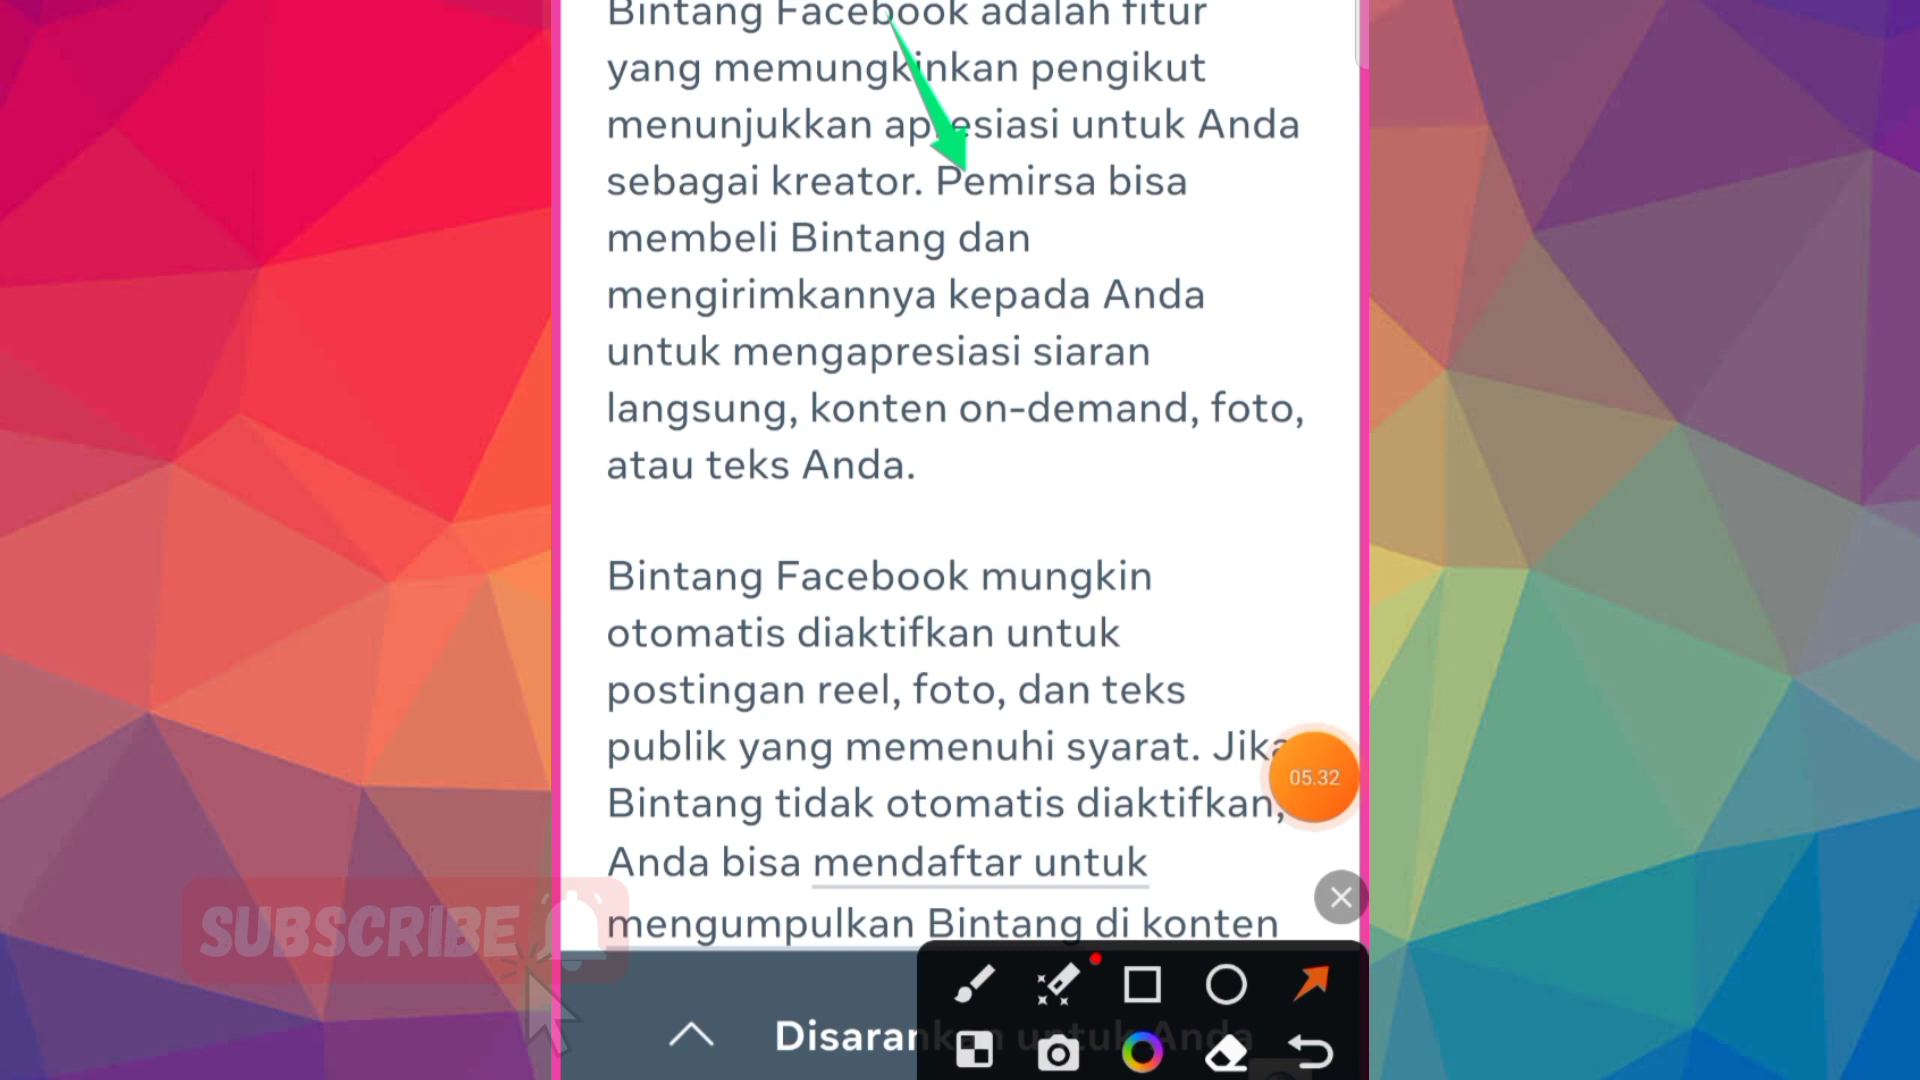 Bintang Facebook adalah fitur
yang memungkinkan pengikut
menunjukkan apresiasi untuk Anda
sebagai kreator. Pemirsa bisa
membeli Bintang dan
mengirimkannya kepada Anda
untuk mengapresiasi siaran
langsung, konten on-demand, foto,
atau teks Anda.
Bintang Facebook mungkin
otomatis diaktifkan untuk
postingan reel, foto, dan teks
publik yang memenuhi syarat. Jika
05.32
Bintang tidak otomatis diaktifkan,
Anda bisa mendaftar untuk
mengumpulkan Bintang di konten
SUBSCRIBE
Disarankan untuk Anda